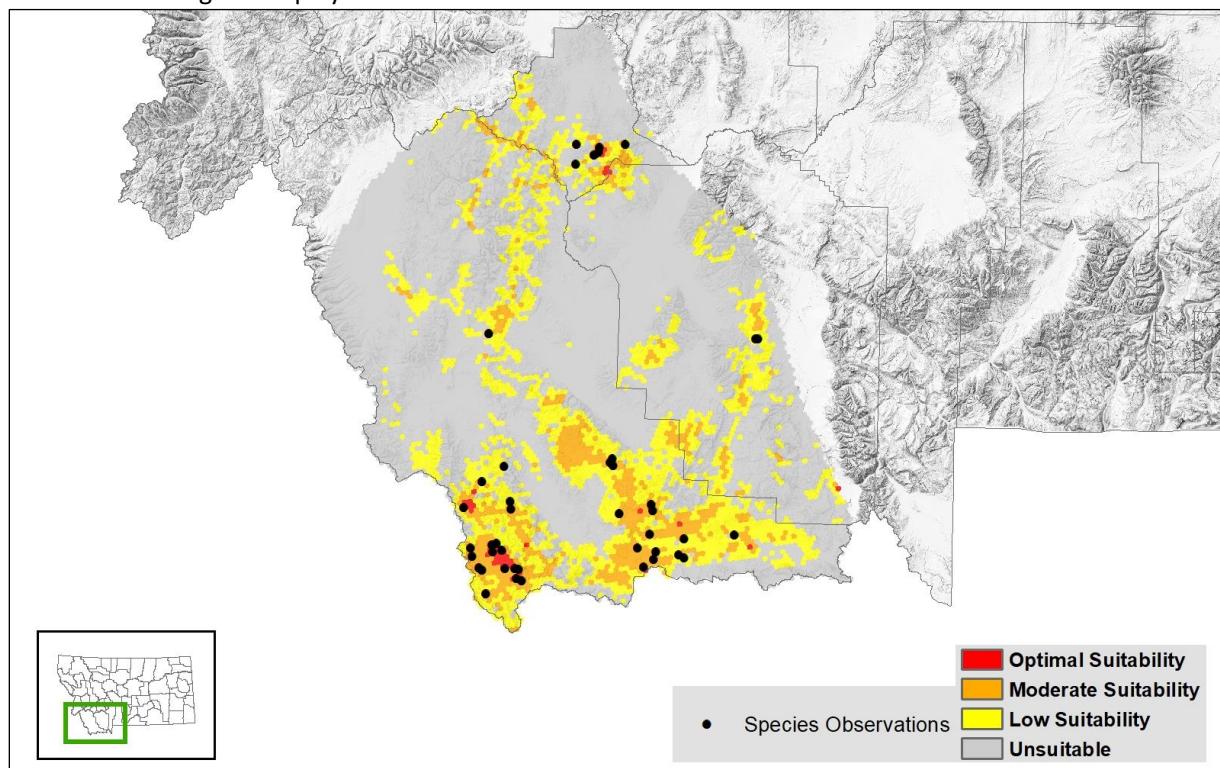 Optimal Suitability
Moderate Suitability
Species Observations
Low Suitability
Unsuitable